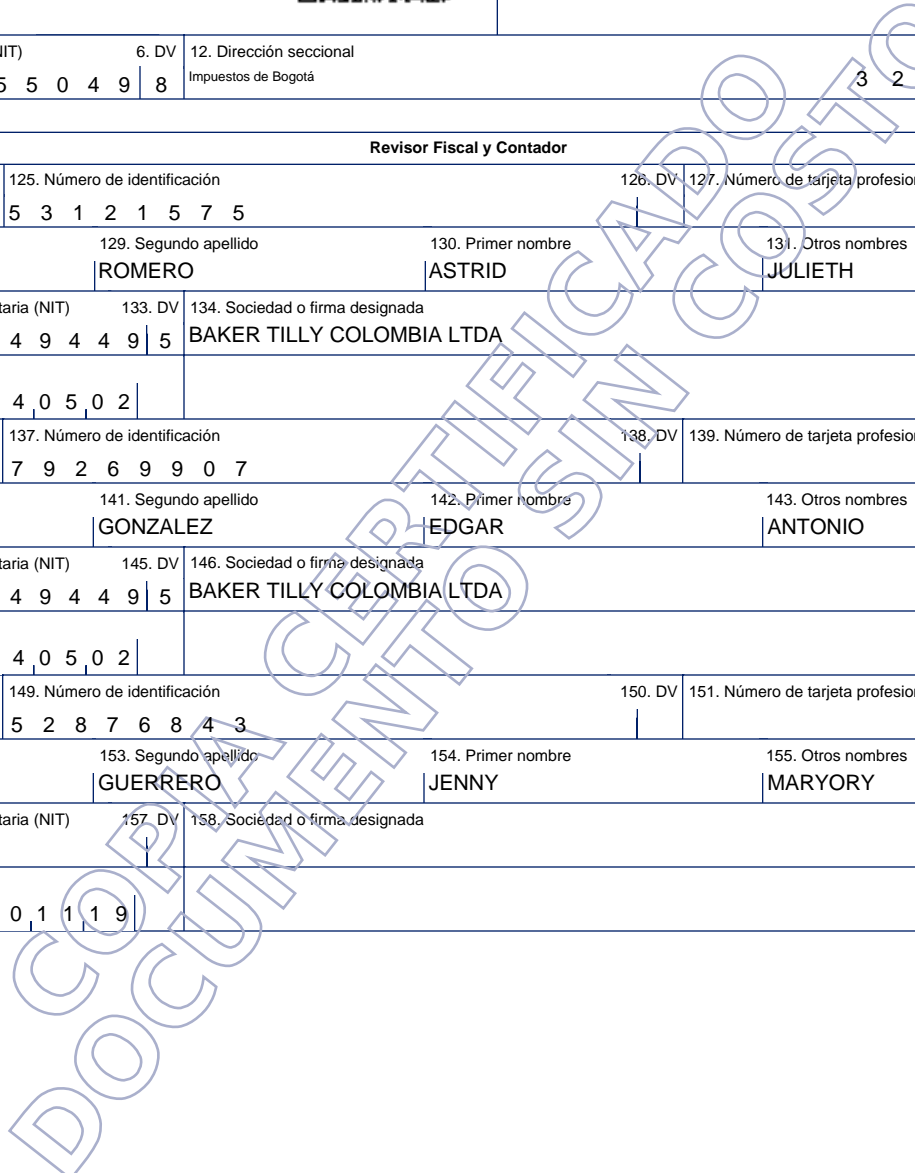 6. DV 12. Dirección seccional
5 5 0 4 9 8 Impuestos de Bogotá 3 2
Revisor Fiscal y Contador
125. Número de identificación 126. DV 127. Número de tarjeta
5 3 1 2 1 5 7 5
129. Segundo apellido 130. Primer nombre 131. Otros nombres
ROMERO ASTRID JULIETH
(NIT) 133. DV 134. Sociedad o firma designada
4 9 4 4 9 5 BAKER TILLY COLOMBIA LTDA
4 0 5 0 2
137. Número de identificación 138. DV 139. Número de tarjeta
7 9 2 6 9 9 0 7
141. Segundo apellido 142. Primer nombre 143. Otros nombres
GONZALEZ EDGAR ANTONIO
(NIT) 145. DV 146. Sociedad o firma designada
4 9 4 4 9 5 BAKER TILLY COLOMBIA LTDA
4 0 5 0 2
149. Número de identificación 150. DV 151. Número de tarjeta
5 2 8 7 6 8 4 3
153. Segundo apellido 154. Primer nombre 155. Otros nombres
GUERRERO JENNY MARYORY
(NIT) 157. DV 158. Sociedad o firma designada
0 1 1 1 9
COPIA CERTIFICADO
DOCUMENTO SIN COSTO